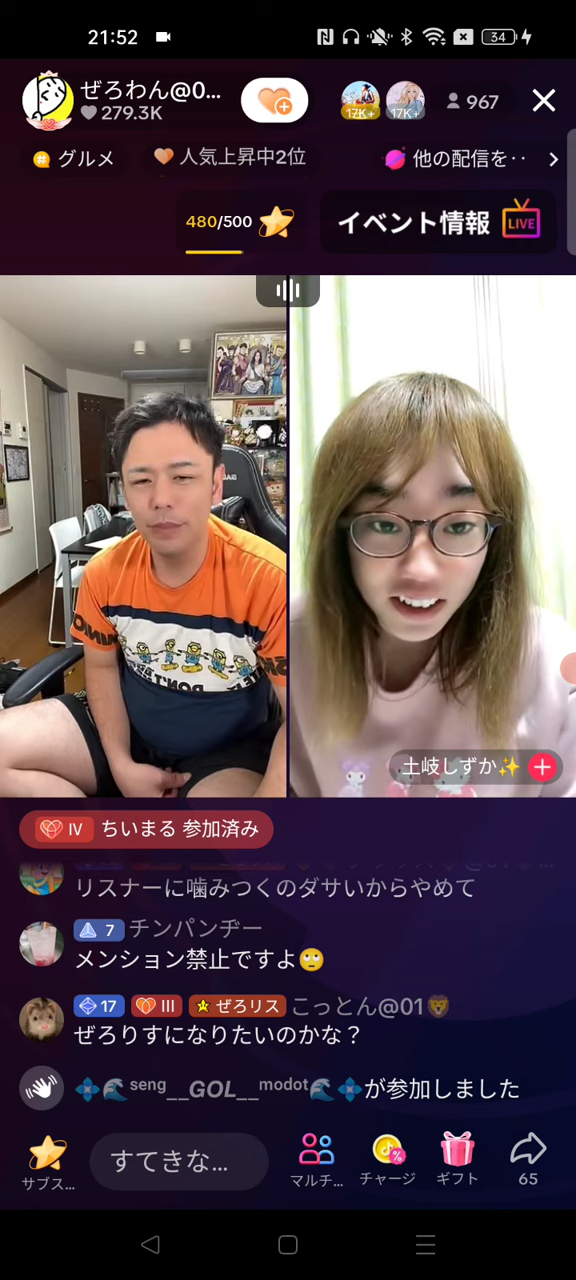 21:52
34
ぜろわん@0...
279.3K
17K+
17K+
967
グルメ
人気上昇中2位
他の配信を‥
480/500
イベント情報
LIVE
土岐しずか✨
IV ちいまる 参加済み
リスナーに噛みつくのダサいからやめて
7 チンパンヂー
メンション禁止ですよ🙄
17 III ぜろリス こっとん@01🦁
ぜろりすになりたいのかな？
💠🌊seng__GOL__modot🌊💠が参加しました
サブス...
すてきな...
マルチ...
チャージ
ギフト
65